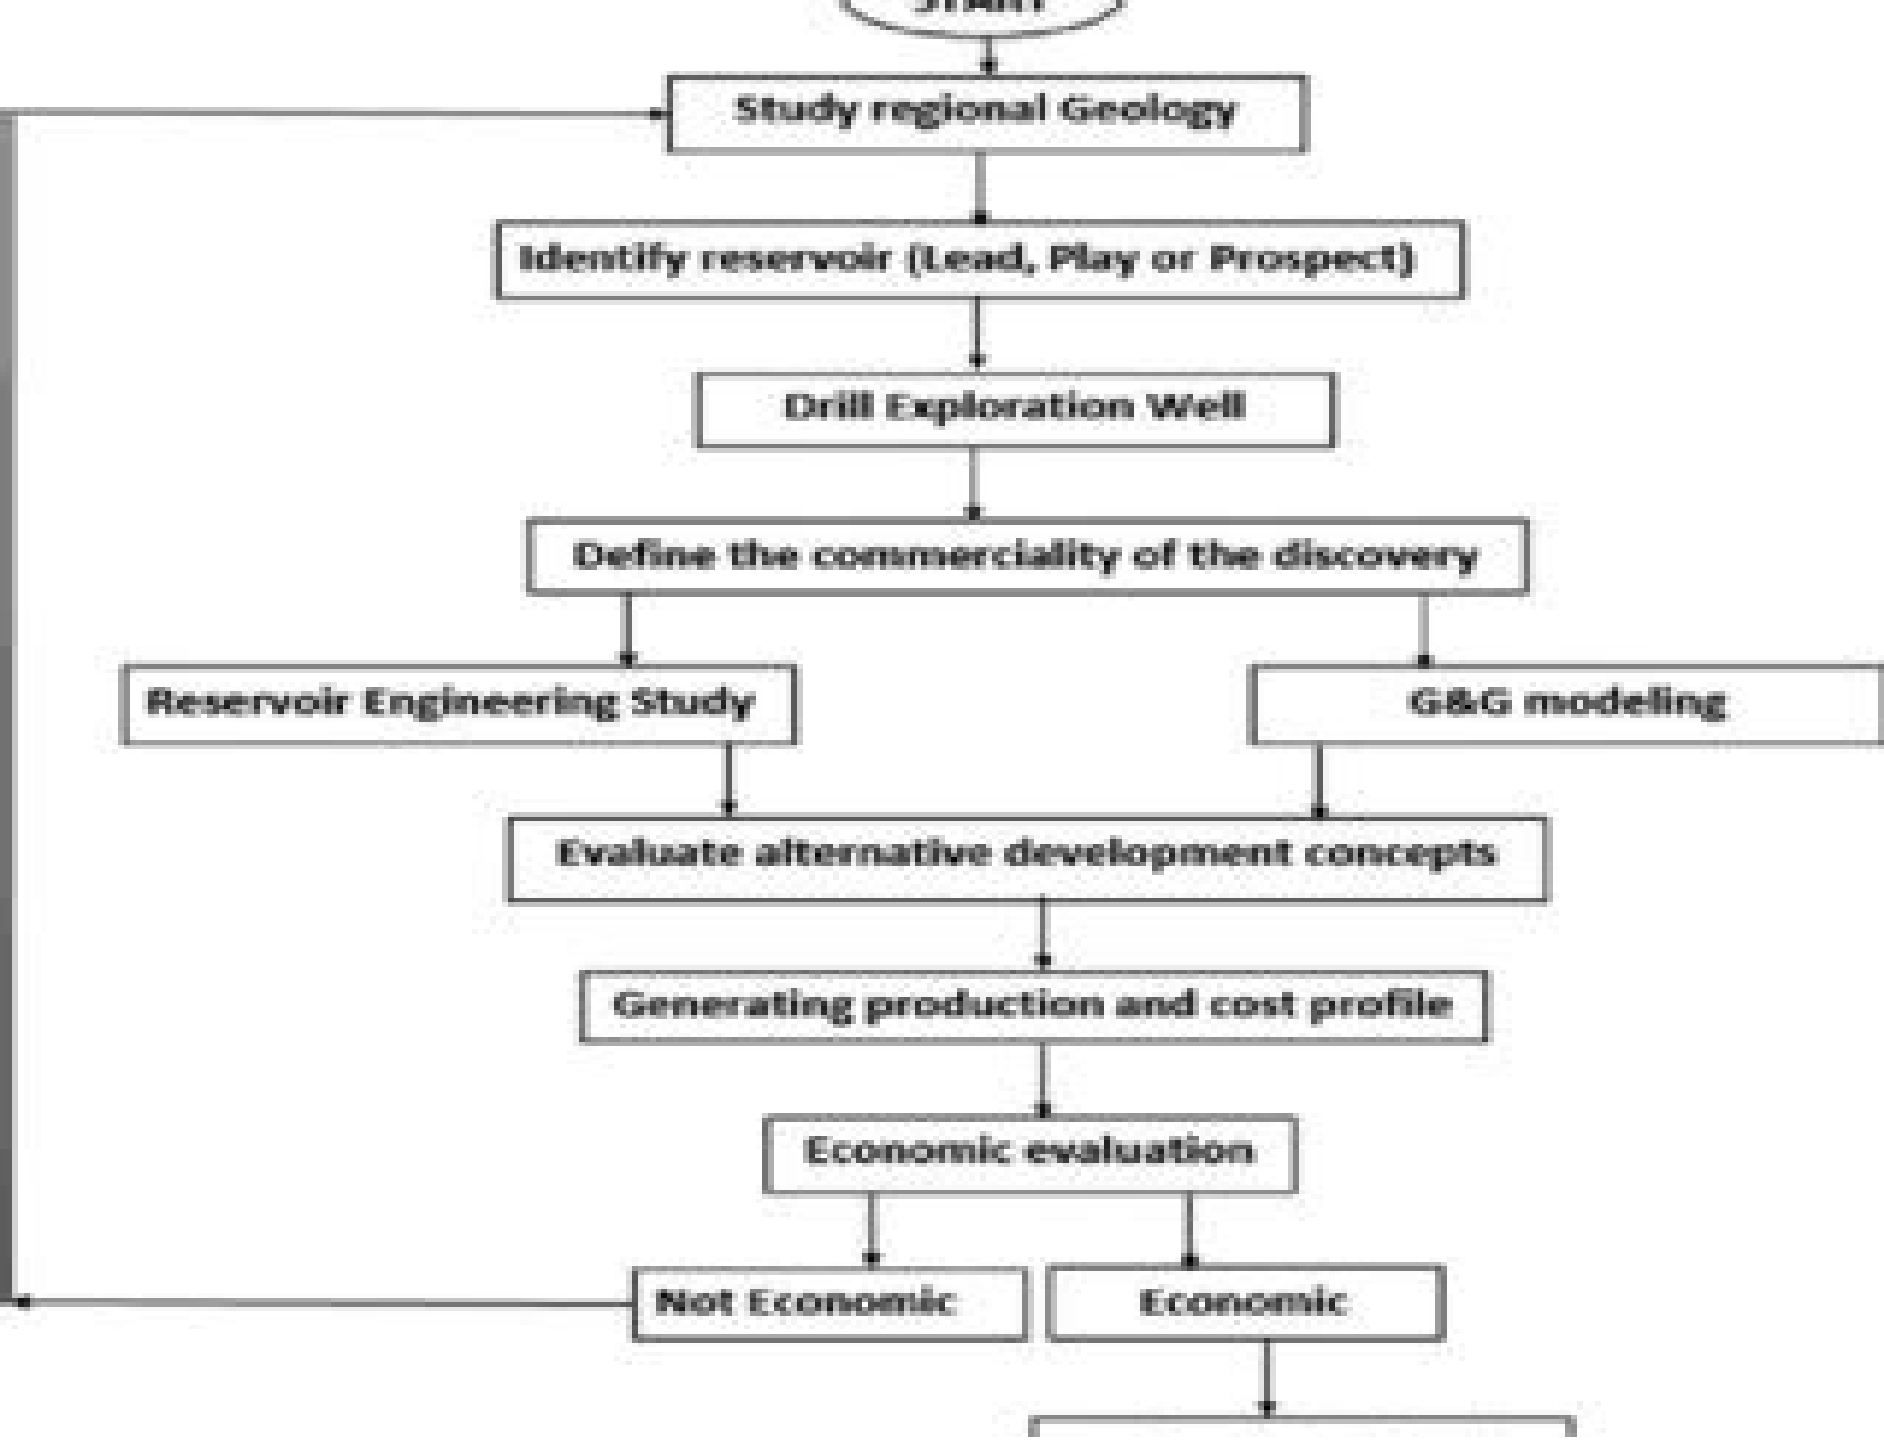 START
Study regional Geology
Identify reservoir (Lead, Play or Prospect)
Drill Exploration Well
Define the commerciality of the discovery
Reservoir Engineering Study
G&G modeling
Evaluate alternative development concepts
Generating production and cost profile
Economic evaluation
Not Economic
Economic